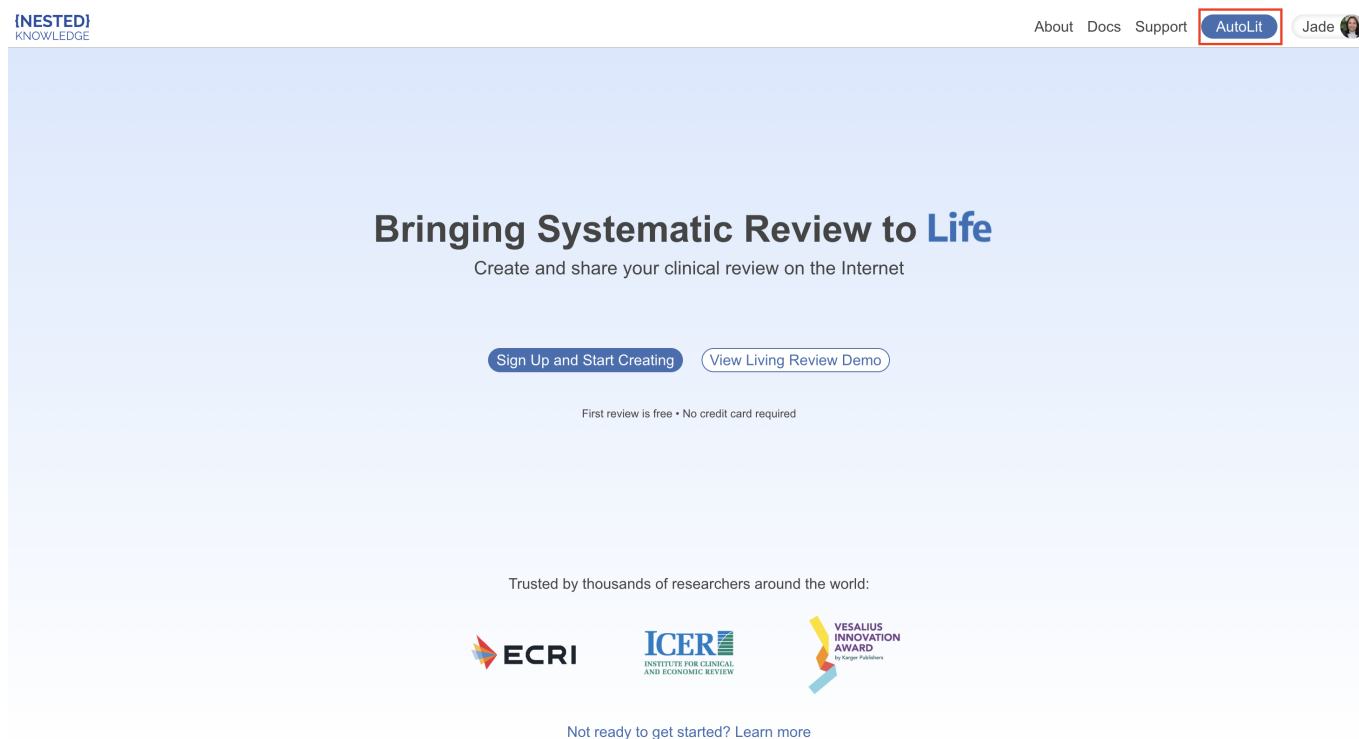 {NESTED}
KNOWLEDGE
About Docs Support AutoLit Jade
Bringing Systematic Review to Life
Create and share your clinical review on the Internet
Sign Up and Start Creating View Living Review Demo
First review is free • No credit card required
Trusted by thousands of researchers around the world:
ECRI
ICER
INSTITUTE FOR CLINICAL
AND ECONOMIC REVIEW
VESALIUS
INNOVATION
AWARD
by Karger Publishers
Not ready to get started? Learn more